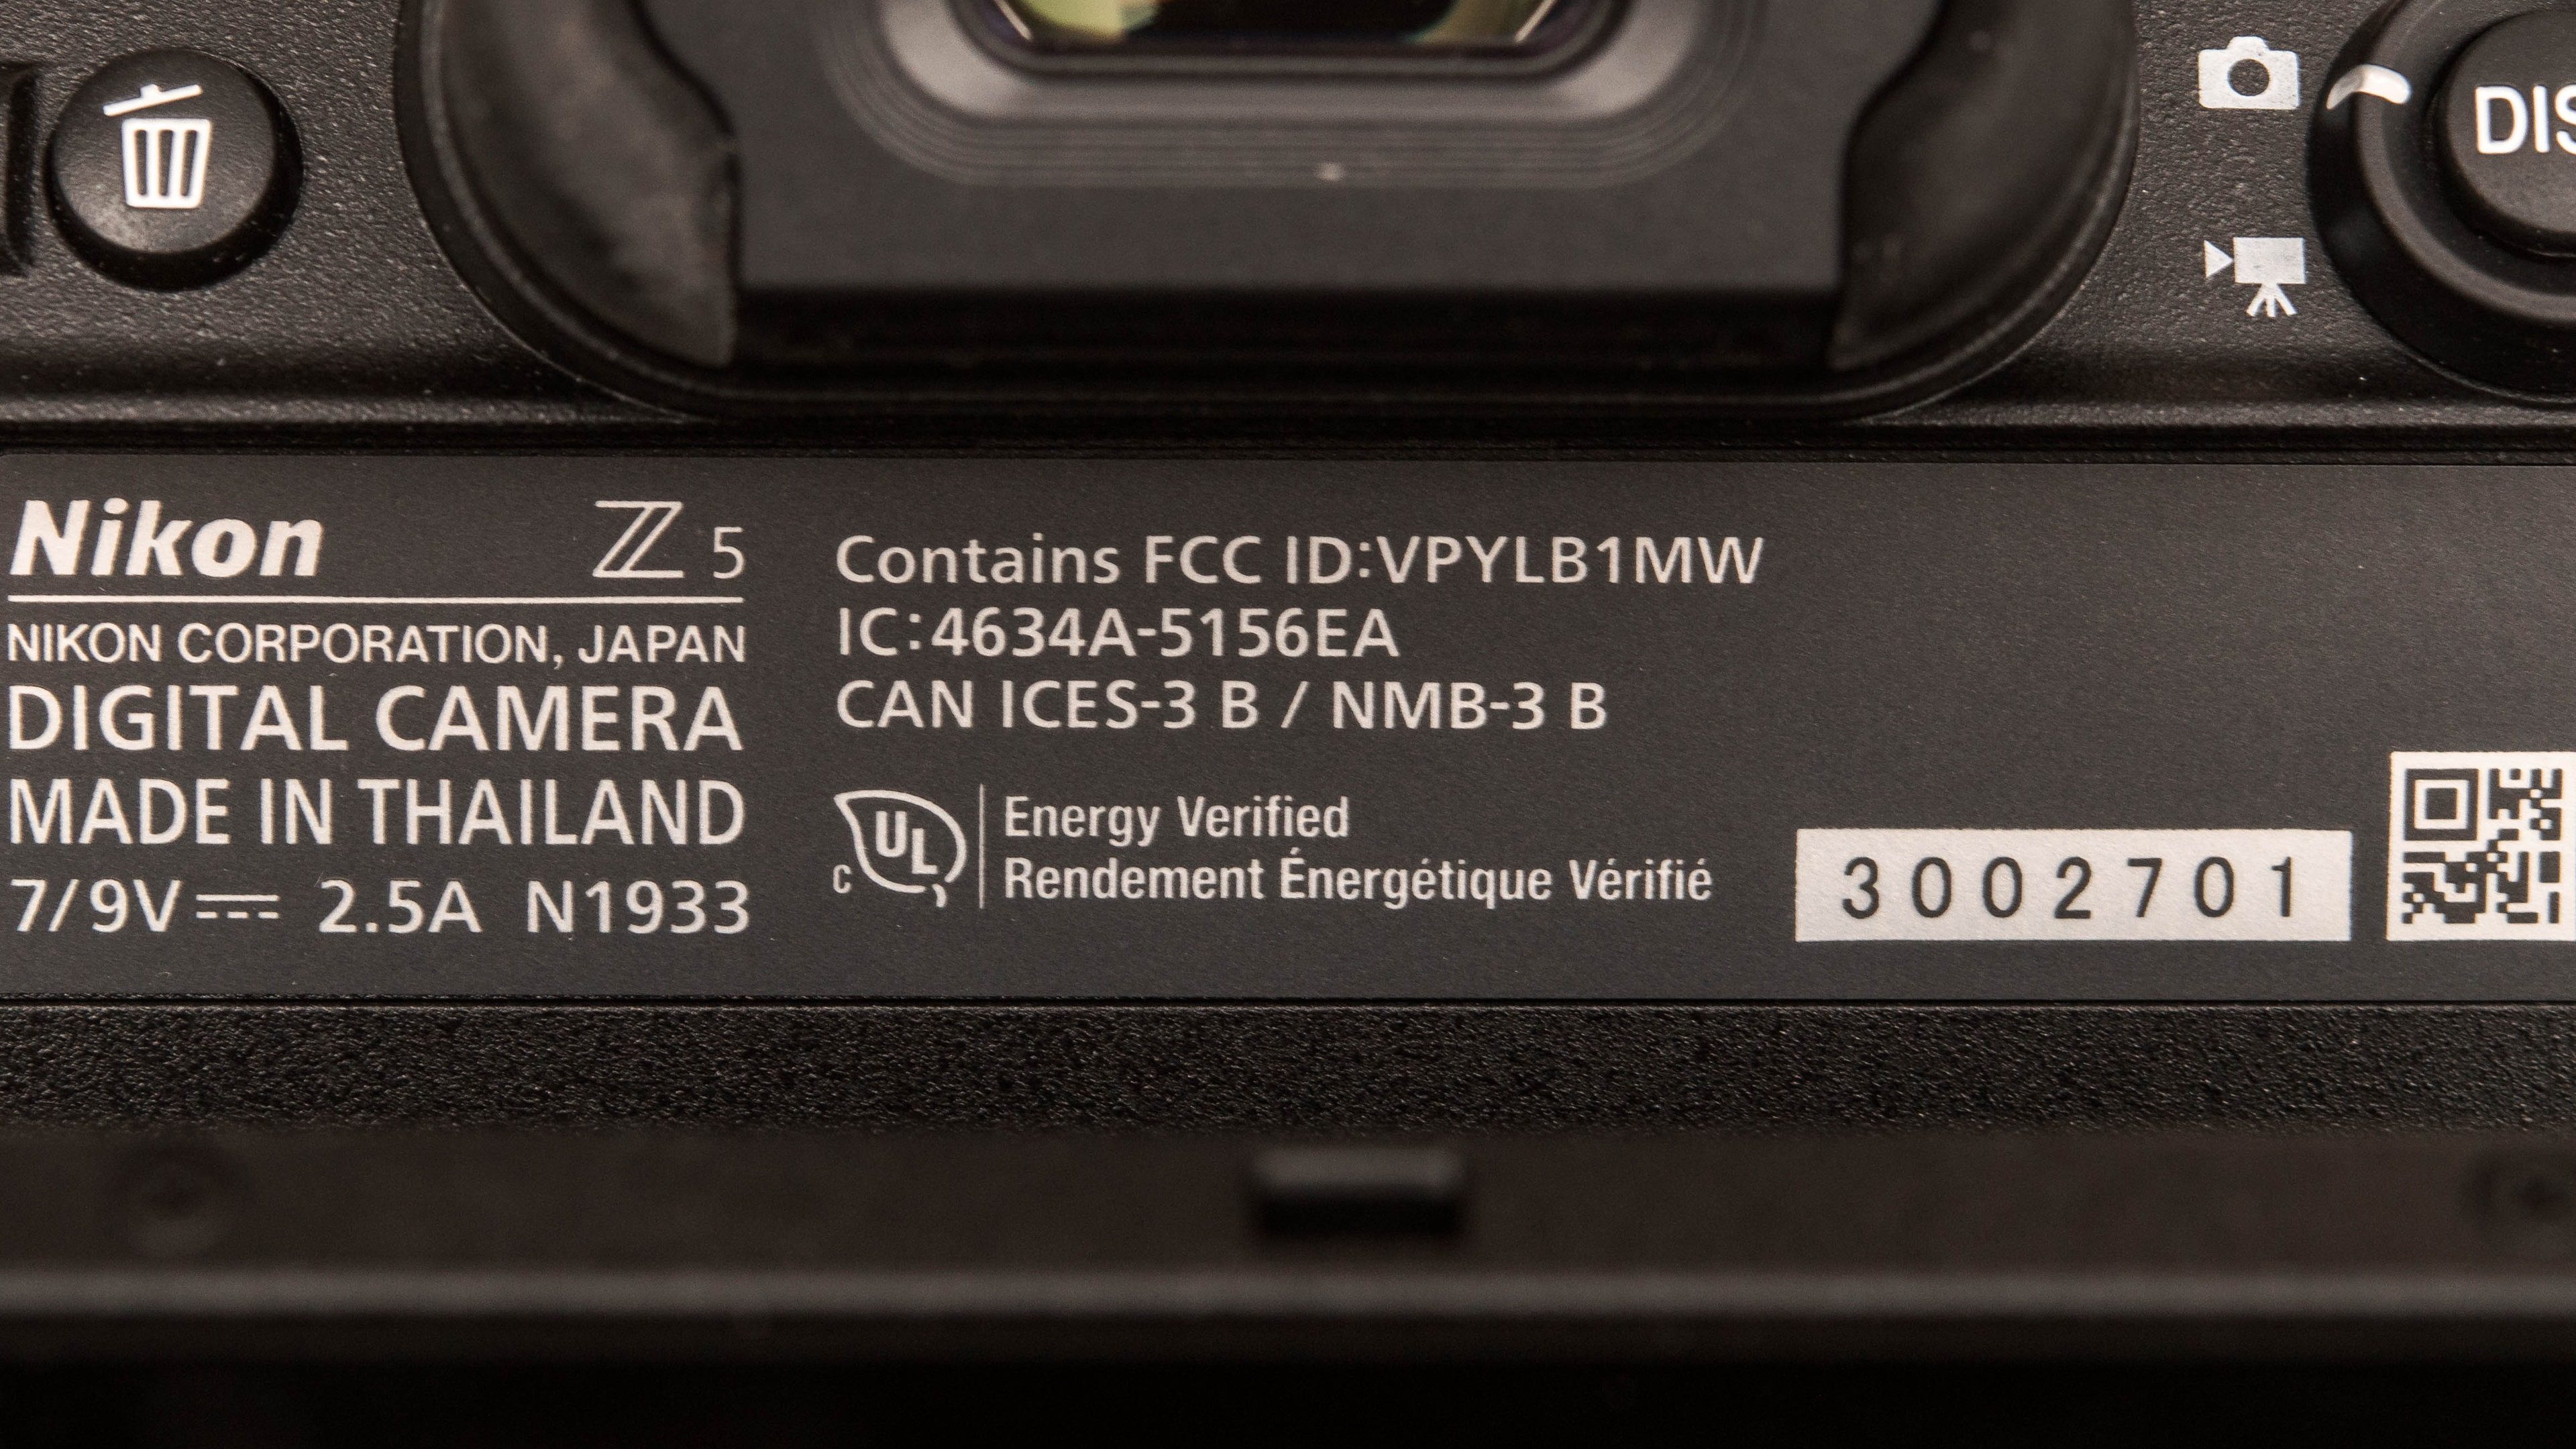 DIS
Nikon Z 5
NIKON CORPORATION, JAPAN
DIGITAL CAMERA
MADE IN THAILAND
7/9V⎓ 2.5A N1933
Contains FCC ID:VPYLB1MW
IC:4634A-5156EA
CAN ICES-3 B / NMB-3 B
C UL
Energy Verified
Rendement Énergétique Vérifié
3002701